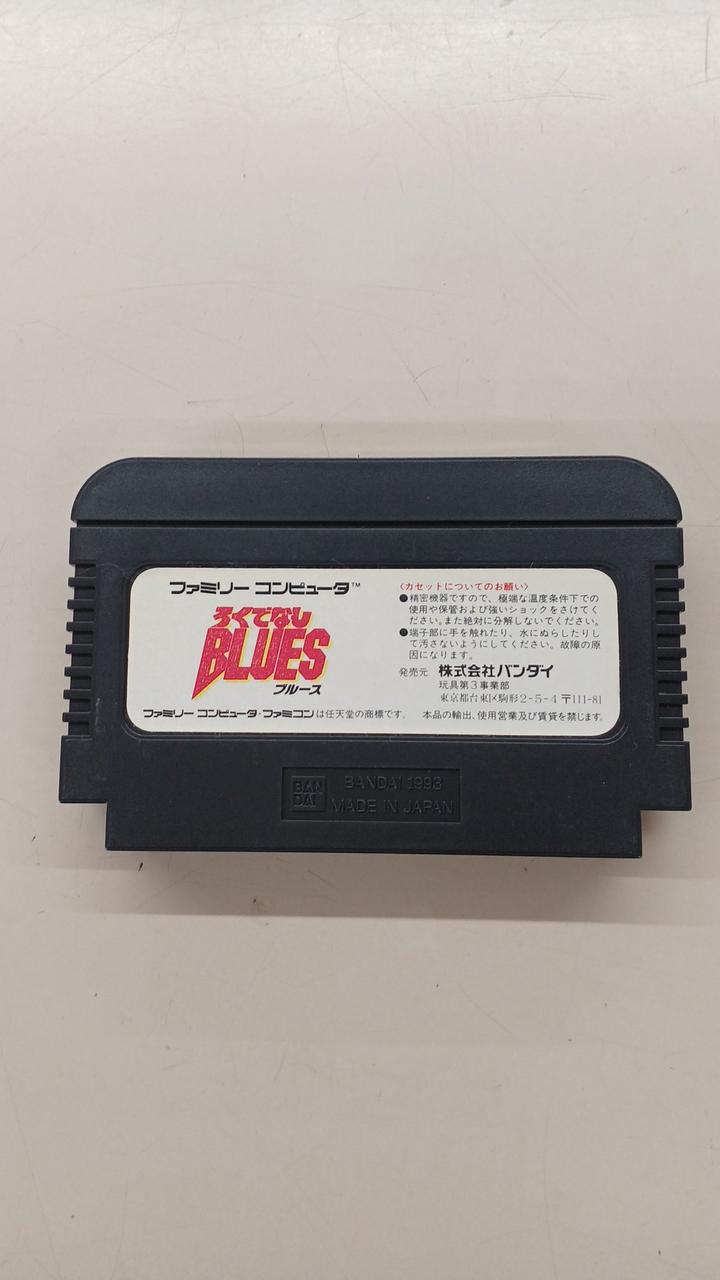 ファミリー コンピュータ™
ろくでなし
BLUES
ブルース
〈カセットについてのお願い〉
●精密機器ですので、極端な温度条件下での
使用や保管および強いショックをさけてく
ださい。また絶対に分解しないでください。
●端子部に手を触れたり、水にぬらしたりし
て汚さないようにしてください。故障の原
因になります。
発売元 株式会社バンダイ
玩具第3事業部
東京都台東区駒形2-5-4 〒111-81
ファミリー コンピュータ・ファミコンは任天堂の商標です。 本品の輸出、使用営業及び賃貸を禁じます。
BAN
DAI
BANDAI 1993
MADE IN JAPAN